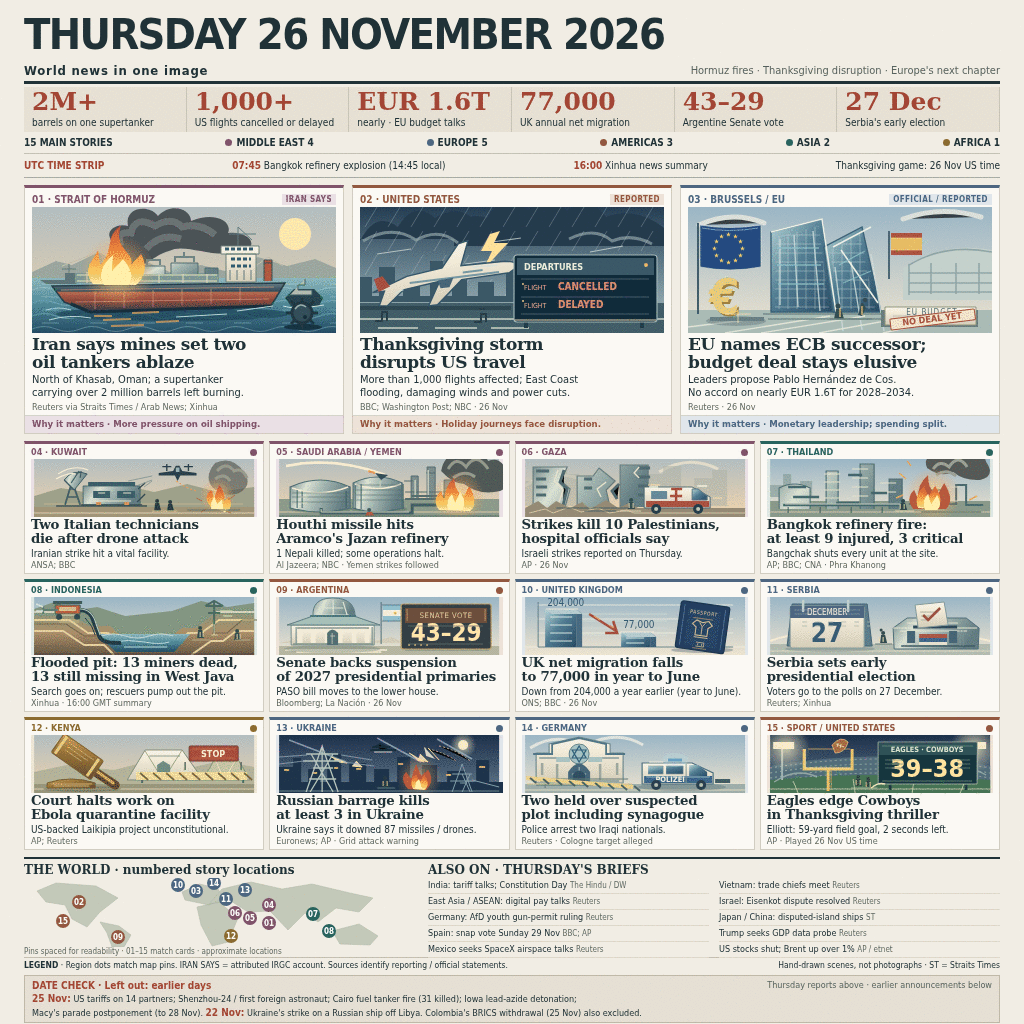 THURSDAY 26 NOVEMBER 2026
World news in one image
Hormuz fires · Thanksgiving disruption · Europe's next chapter
2M+
barrels on one supertanker
1,000+
US flights cancelled or delayed
EUR 1.6T
nearly · EU budget talks
77,000
UK annual net migration
43–29
Argentine Senate vote
27 Dec
Serbia's early election
15 MAIN STORIES
MIDDLE EAST 4
EUROPE 5
AMERICAS 3
ASIA 2
AFRICA 1
UTC TIME STRIP
07:45 Bangkok refinery explosion (14:45 local)
16:00 Xinhua news summary
Thanksgiving game: 26 Nov US time
01 · STRAIT OF HORMUZ
IRAN SAYS
Iran says mines set two
oil tankers ablaze
North of Khasab, Oman; a supertanker
carrying over 2 million barrels left burning.
Reuters via Straits Times / Arab News; Xinhua
Why it matters · More pressure on oil shipping.
02 · UNITED STATES
REPORTED
DEPARTURES
FLIGHT CANCELLED
FLIGHT DELAYED
Thanksgiving storm
disrupts US travel
More than 1,000 flights affected; East Coast
flooding, damaging winds and power cuts.
BBC; Washington Post; NBC · 26 Nov
Why it matters · Holiday journeys face disruption.
03 · BRUSSELS / EU
OFFICIAL / REPORTED
€
EU BUDGET
NO DEAL YET
EU names ECB successor;
budget deal stays elusive
Leaders propose Pablo Hernández de Cos.
No accord on nearly EUR 1.6T for 2028–2034.
Reuters · 26 Nov
Why it matters · Monetary leadership; spending split.
04 · KUWAIT
Two Italian technicians
die after drone attack
Iranian strike hit a vital facility.
ANSA; BBC
05 · SAUDI ARABIA / YEMEN
Houthi missile hits
Aramco's Jazan refinery
1 Nepali killed; some operations halt.
Al Jazeera; NBC · Yemen strikes followed
06 · GAZA
Strikes kill 10 Palestinians,
hospital officials say
Israeli strikes reported on Thursday.
AP · 26 Nov
07 · THAILAND
Bangkok refinery fire:
at least 9 injured, 3 critical
Bangchak shuts every unit at the site.
AP; BBC; CNA · Phra Khanong
08 · INDONESIA
Flooded pit: 13 miners dead,
13 still missing in West Java
Search goes on; rescuers pump out the pit.
Xinhua · 16:00 GMT summary
09 · ARGENTINA
SENATE VOTE
43–29
Senate backs suspension
of 2027 presidential primaries
PASO bill moves to the lower house.
Bloomberg; La Nación · 26 Nov
10 · UNITED KINGDOM
204,000
77,000
PASSPORT
UK net migration falls
to 77,000 in year to June
Down from 204,000 a year earlier (year to June).
ONS; BBC · 26 Nov
11 · SERBIA
DECEMBER
27
Serbia sets early
presidential election
Voters go to the polls on 27 December.
Reuters; Xinhua
12 · KENYA
STOP
Court halts work on
Ebola quarantine facility
US-backed Laikipia project unconstitutional.
AP; Reuters
13 · UKRAINE
Russian barrage kills
at least 3 in Ukraine
Ukraine says it downed 87 missiles / drones.
Euronews; AP · Grid attack warning
14 · GERMANY
POLIZEI
Two held over suspected
plot including synagogue
Police arrest two Iraqi nationals.
Reuters · Cologne target alleged
15 · SPORT / UNITED STATES
EAGLES · COWBOYS
39–38
Eagles edge Cowboys
in Thanksgiving thriller
Elliott: 59-yard field goal, 2 seconds left.
AP · Played 26 Nov US time
THE WORLD · numbered story locations
10
03
14
13
02
11
04
15
06
05
01
07
08
09
12
Pins spaced for readability · 01–15 match cards · approximate locations
ALSO ON · THURSDAY'S BRIEFS
India: tariff talks; Constitution Day The Hindu / DW
East Asia / ASEAN: digital pay talks Reuters
Germany: AfD youth gun-permit ruling Reuters
Spain: snap vote Sunday 29 Nov BBC; AP
Mexico seeks SpaceX airspace talks Reuters
Vietnam: trade chiefs meet Reuters
Israel: Eisenkot dispute resolved Reuters
Japan / China: disputed-island ships ST
Trump seeks GDP data probe Reuters
US stocks shut; Brent up over 1% AP / etnet
LEGEND · Region dots match map pins. IRAN SAYS = attributed IRGC account. Sources identify reporting / official statements.
Hand-drawn scenes, not photographs · ST = Straits Times
DATE CHECK · Left out: earlier days
Thursday reports above · earlier announcements below
25 Nov: US tariffs on 14 partners; Shenzhou-24 / first foreign astronaut; Cairo fuel tanker fire (31 killed); Iowa lead-azide detonation;
Macy's parade postponement (to 28 Nov). 22 Nov: Ukraine's strike on a Russian ship off Libya. Colombia's BRICS withdrawal (25 Nov) also excluded.